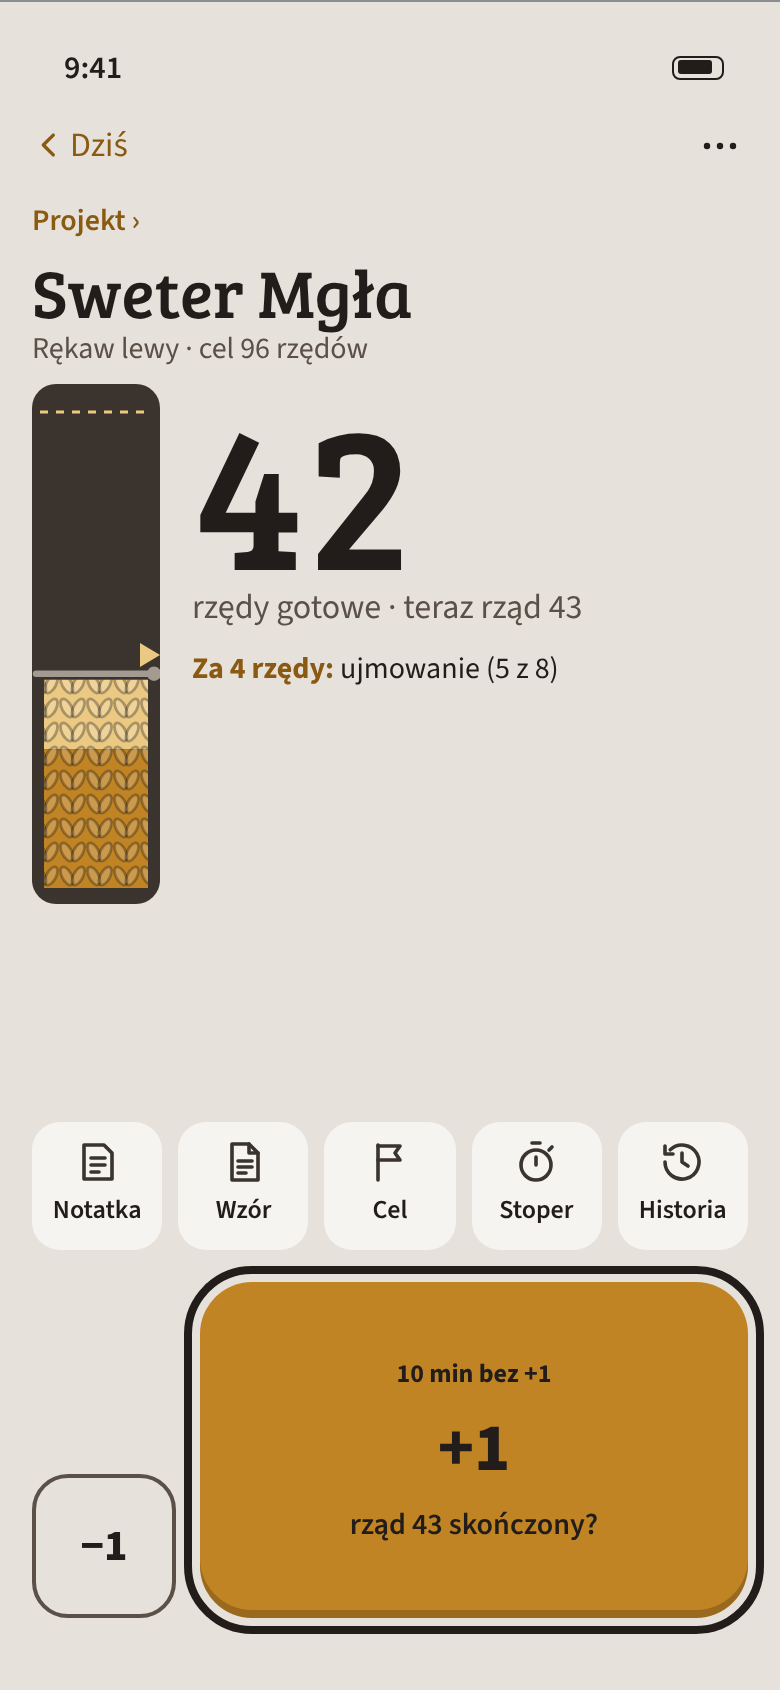 9:41
Dziś
Projekt ›
Sweter Mgła
Rękaw lewy · cel 96 rzędów
42
rzędy gotowe · teraz rząd 43
Za 4 rzędy: ujmowanie (5 z 8)
Notatka
Wzór
Cel
Stoper
Historia
10 min bez +1
+1
rząd 43 skończony?
−1